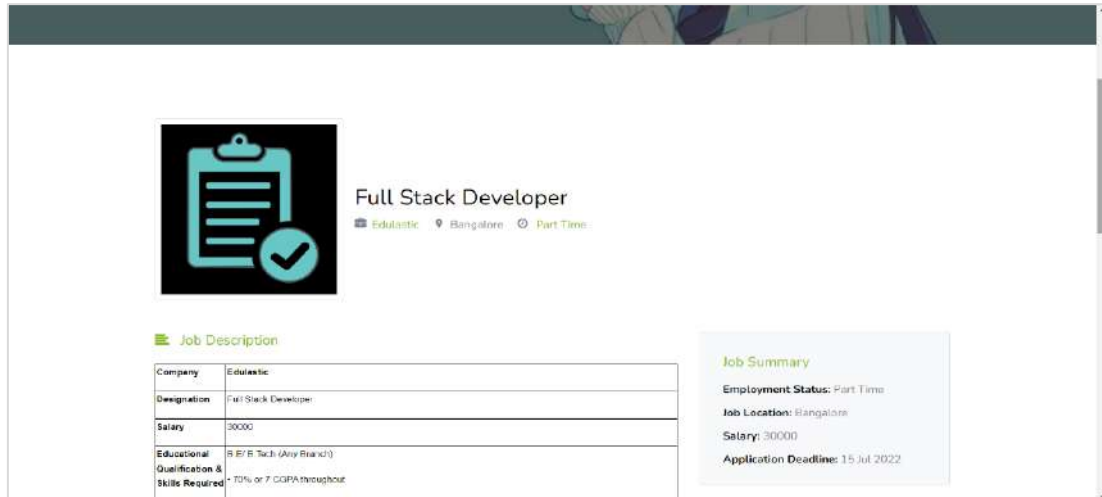 Full Stack Developer
Edulastic Bangalore Part Time
Job Description
Company Edulastic
Designation Full Stack Developer
Salary 30000
Educational Qualification & Skills Required B.E/ B.Tech (Any Branch)
- 70% or 7 CGPA throughout
Job Summary
Employment Status: Part Time
Job Location: Bangalore
Salary: 30000
Application Deadline: 15 Jul 2022